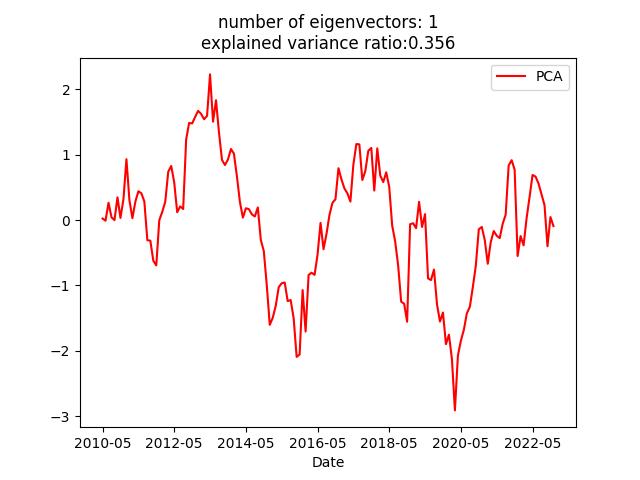 number of eigenvectors: 1
explained variance ratio:0.356
PCA
2
1
0
−1
−2
−3
2010-05 2012-05 2014-05 2016-05 2018-05 2020-05 2022-05
Date